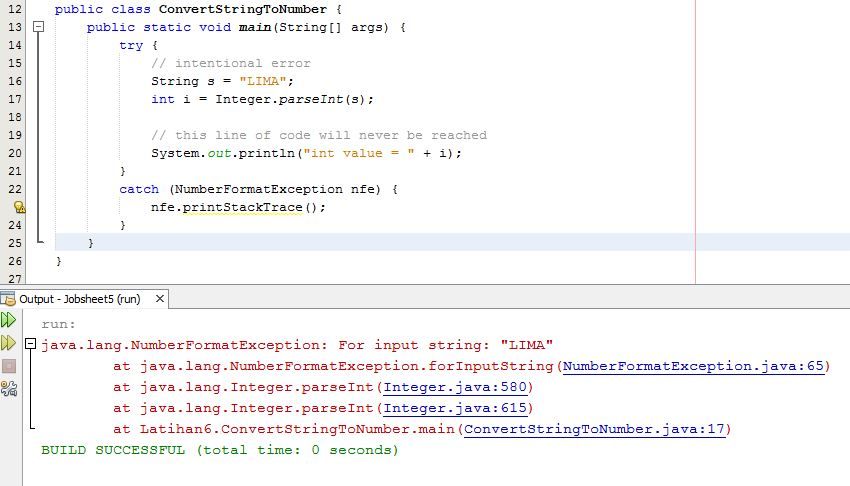 12 public class ConvertStringToNumber {
13 public static void main(String[] args) {
14 try {
15 // intentional error
16 String s = "LIMA";
17 int i = Integer.parseInt(s);
18
19 // this line of code will never be reached
20 System.out.println("int value = " + i);
21 }
22 catch (NumberFormatException nfe) {
nfe.printStackTrace();
24 }
25 }
26 }
27
Output - Jobsheet5 (run) ×
run:
java.lang.NumberFormatException: For input string: "LIMA"
at java.lang.NumberFormatException.forInputString(NumberFormatException.java:65)
at java.lang.Integer.parseInt(Integer.java:580)
at java.lang.Integer.parseInt(Integer.java:615)
at Latihan6.ConvertStringToNumber.main(ConvertStringToNumber.java:17)
BUILD SUCCESSFUL (total time: 0 seconds)